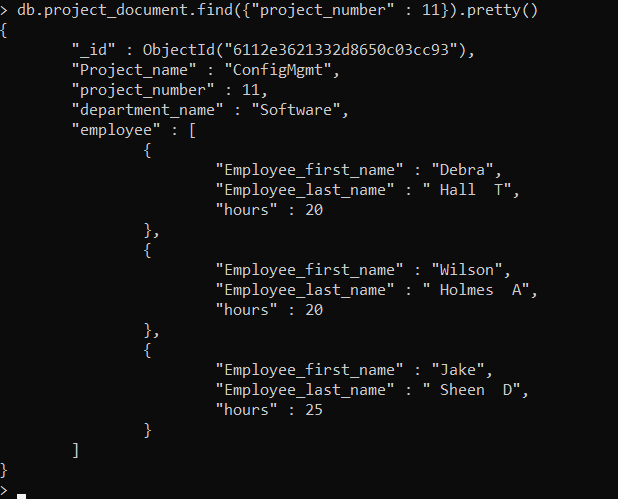 > db.project_document.find({"project_number" : 11}).pretty()
{
        "_id" : ObjectId("6112e3621332d8650c03cc93"),
        "Project_name" : "ConfigMgmt",
        "project_number" : 11,
        "department_name" : "Software",
        "employee" : [
                {
                        "Employee_first_name" : "Debra",
                        "Employee_last_name" : " Hall  T",
                        "hours" : 20
                },
                {
                        "Employee_first_name" : "Wilson",
                        "Employee_last_name" : " Holmes  A",
                        "hours" : 20
                },
                {
                        "Employee_first_name" : "Jake",
                        "Employee_last_name" : " Sheen  D",
                        "hours" : 25
                }
        ]
}
>